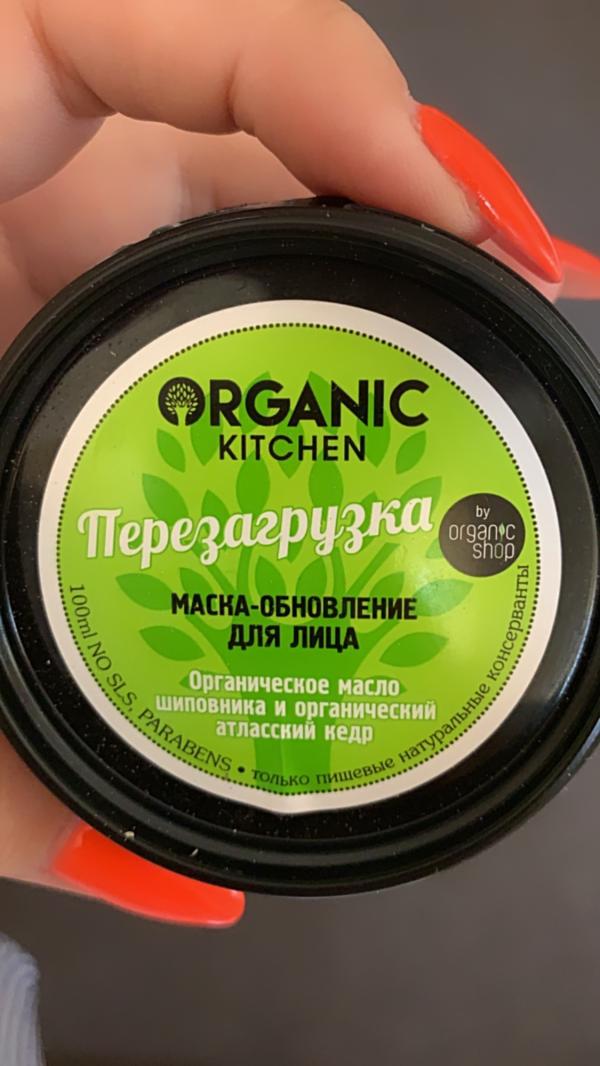 ORGANIC
KITCHEN
Перезагрузка
by
organic
shop
МАСКА-ОБНОВЛЕНИЕ
ДЛЯ ЛИЦА
Органическое масло
шиповника и органический
атласский кедр
100ml NO SLS, PARABENS • только пищевые натуральные консерванты